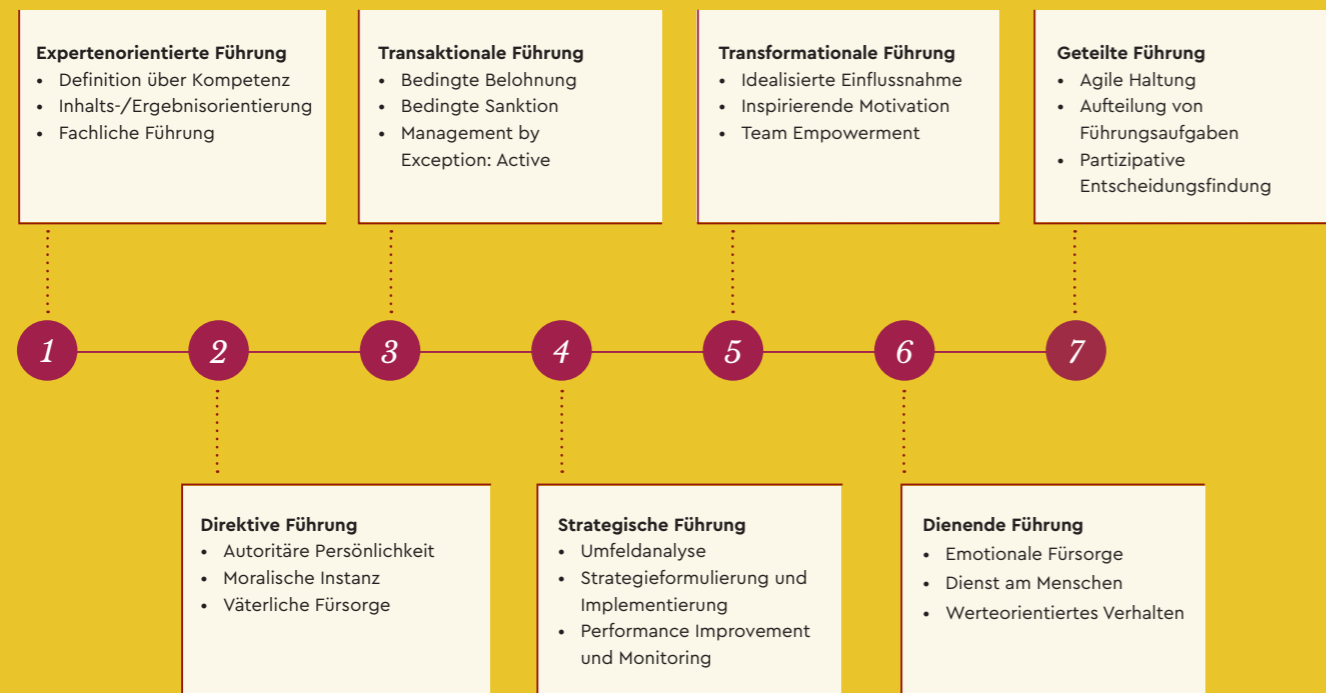 Expertenorientierte Führung
• Definition über Kompetenz
• Inhalts-/Ergebnisorientierung
• Fachliche Führung
Transaktionale Führung
• Bedingte Belohnung
• Bedingte Sanktion
• Management by
Exception: Active
Transformationale Führung
• Idealisierte Einflussnahme
• Inspirierende Motivation
• Team Empowerment
Geteilte Führung
• Agile Haltung
• Aufteilung von
Führungsaufgaben
• Partizipative
Entscheidungsfindung
1
2
3
4
5
6
7
Direktive Führung
• Autoritäre Persönlichkeit
• Moralische Instanz
• Väterliche Fürsorge
Strategische Führung
• Umfeldanalyse
• Strategieformulierung und
Implementierung
• Performance Improvement
und Monitoring
Dienende Führung
• Emotionale Fürsorge
• Dienst am Menschen
• Werteorientiertes Verhalten